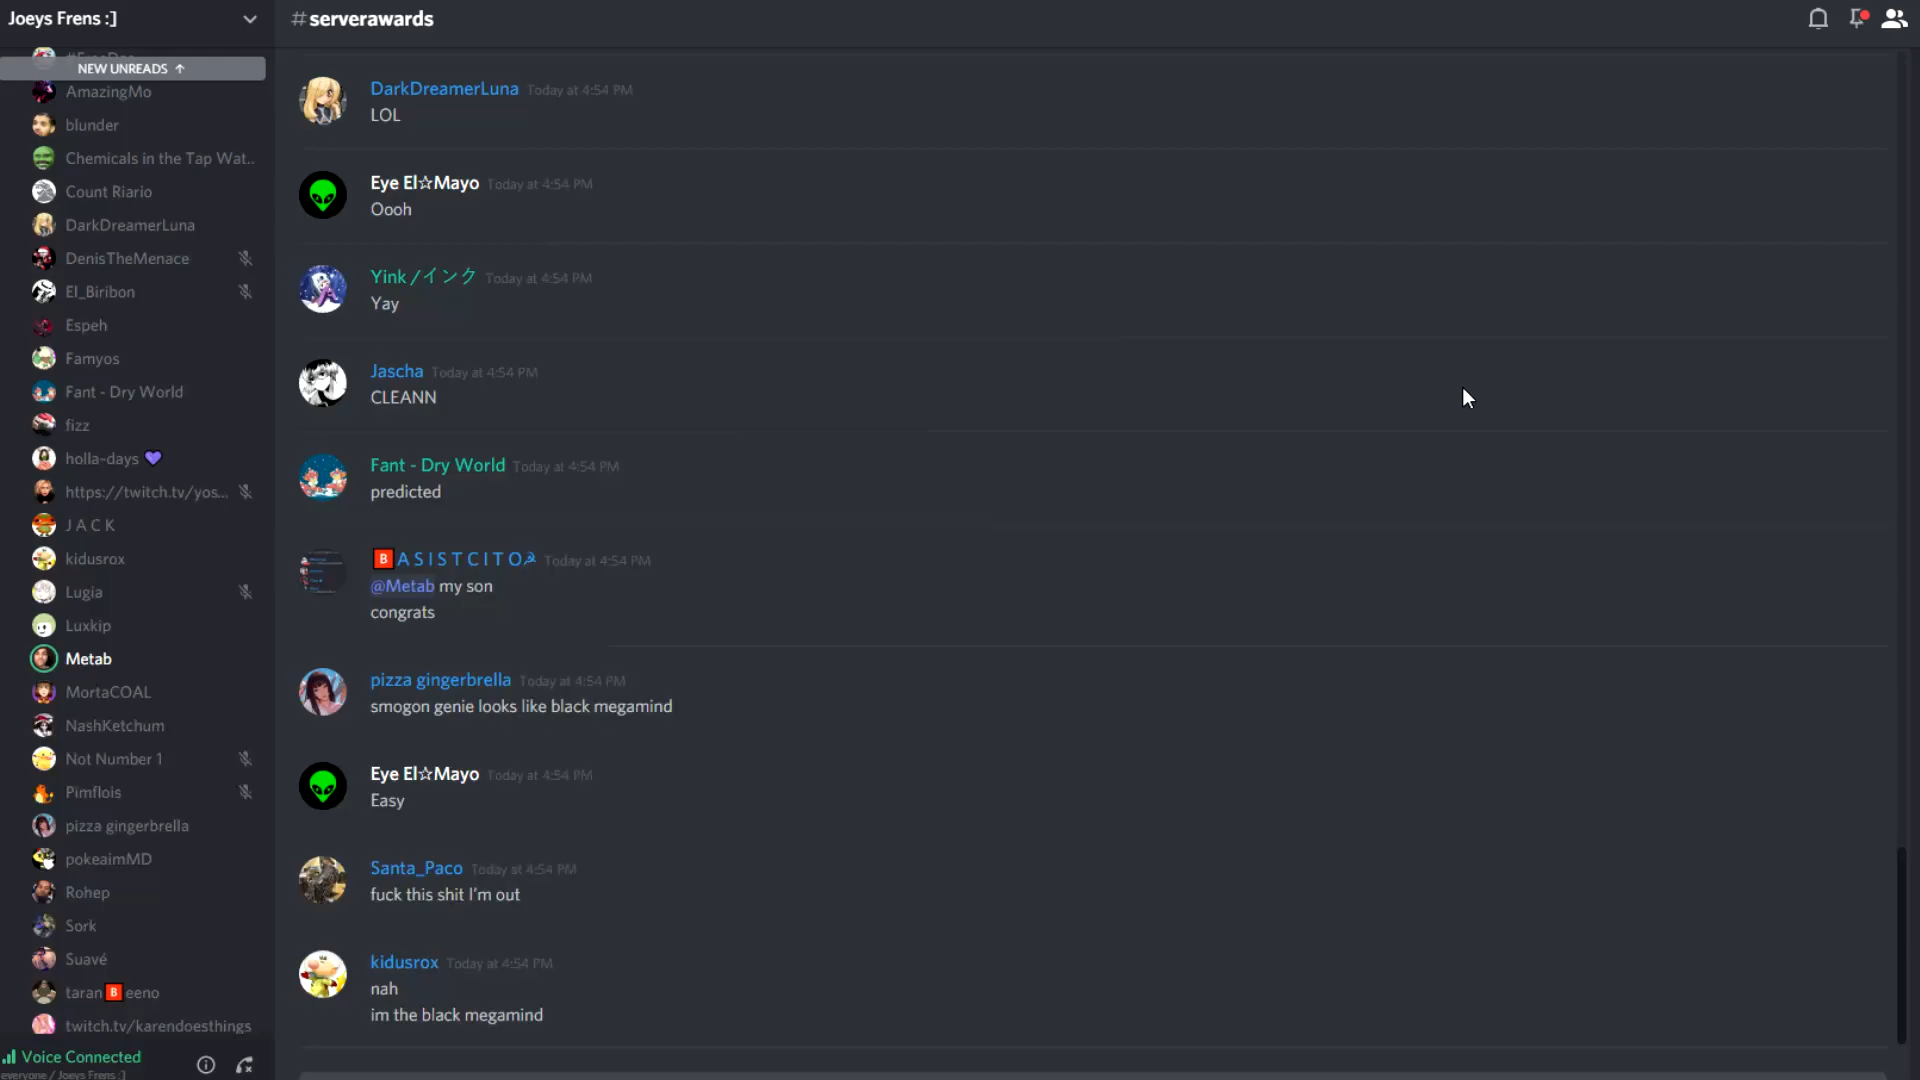 Joeys Frens :]
NEW UNREADS ↑
AmazingMo
blunder
Chemicals in the Tap Wat..
Count Riario
DarkDreamerLuna
DenisTheMenace
El_Biribon
Espeh
Famyos
Fant - Dry World
fizz
holla-days 💜
https://twitch.tv/yos...
J A C K
kidusrox
Lugia
Luxkip
Metab
MortaCOAL
NashKetchum
Not Number 1
Pimflois
pizza gingerbrella
pokeaimMD
Rohep
Sork
Suavé
taran 🅱 eeno
twitch.tv/karendoesthings
Voice Connected
everyone / Joeys Frens :]
# serverawards
DarkDreamerLuna Today at 4:54 PM
LOL
Eye El☆Mayo Today at 4:54 PM
Oooh
Yink /インク Today at 4:54 PM
Yay
Jascha Today at 4:54 PM
CLEANN
Fant - Dry World Today at 4:54 PM
predicted
🅱 A S I S T C I T O☭ Today at 4:54 PM
@Metab my son
congrats
pizza gingerbrella Today at 4:54 PM
smogon genie looks like black megamind
Eye El☆Mayo Today at 4:54 PM
Easy
Santa_Paco Today at 4:54 PM
fuck this shit I'm out
kidusrox Today at 4:54 PM
nah
im the black megamind